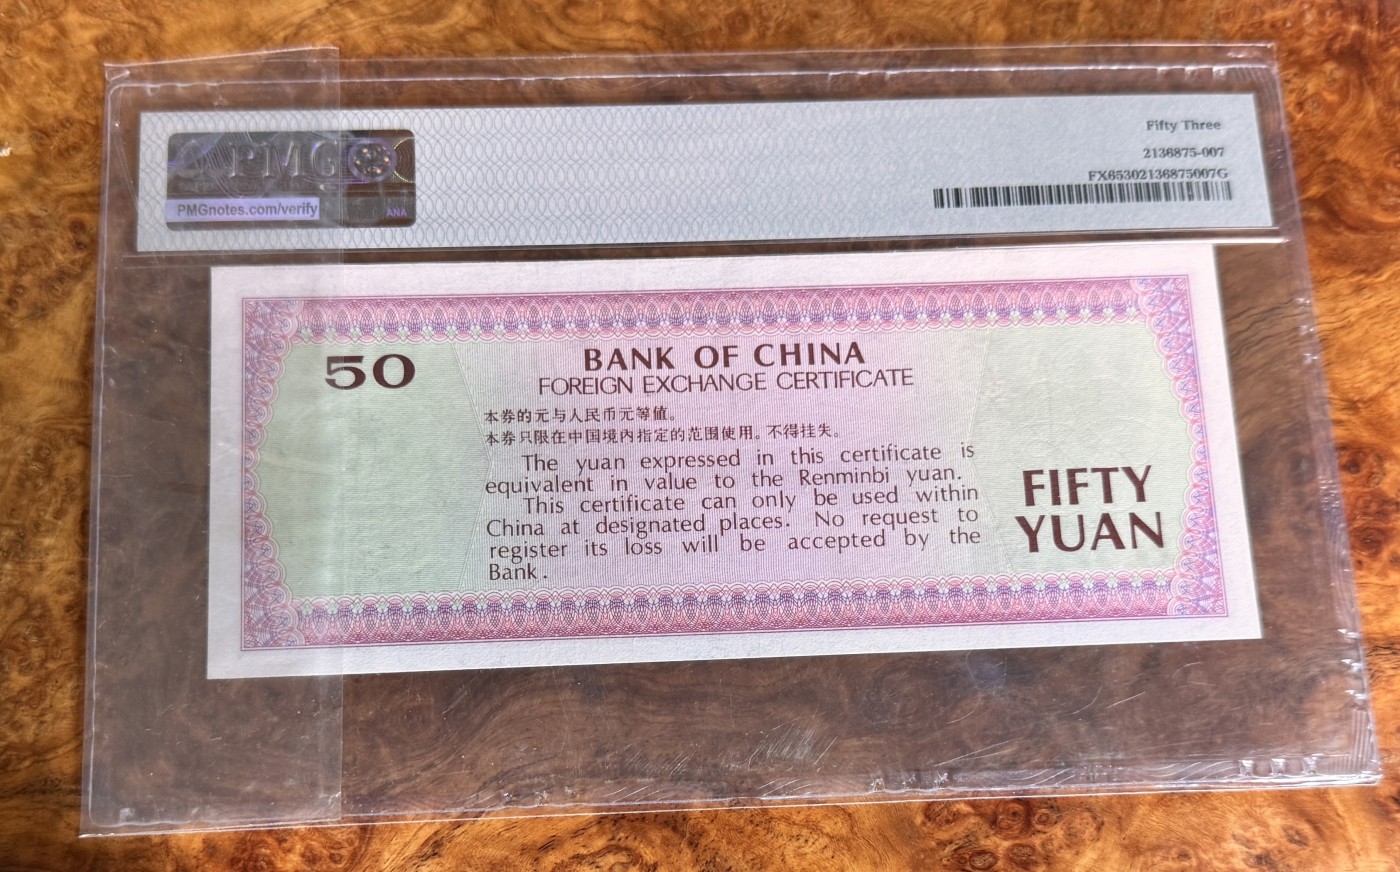 PMG
PMGnotes.com/verify
ANA
Fifty Three
2136875-007
FX65302136875007G
50
BANK OF CHINA
FOREIGN EXCHANGE CERTIFICATE
本券的元与人民币元等值。
本券只限在中国境内指定的范围使用。不得挂失。
The yuan expressed in this certificate is
equivalent in value to the Renminbi yuan.
This certificate can only be used within
China at designated places. No request to
register its loss will be accepted by the
Bank.
FIFTY
YUAN